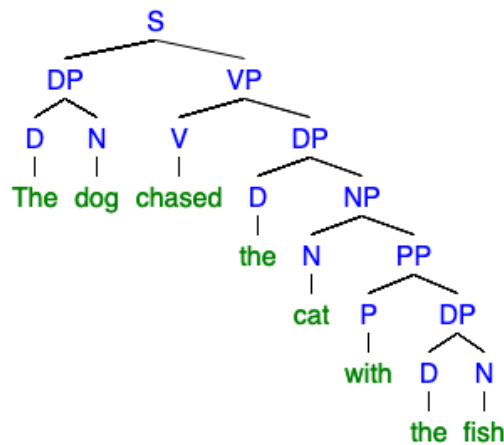 S
DP VP
D N V DP
The dog chased D NP
the N PP
cat P DP
with D N
the fish